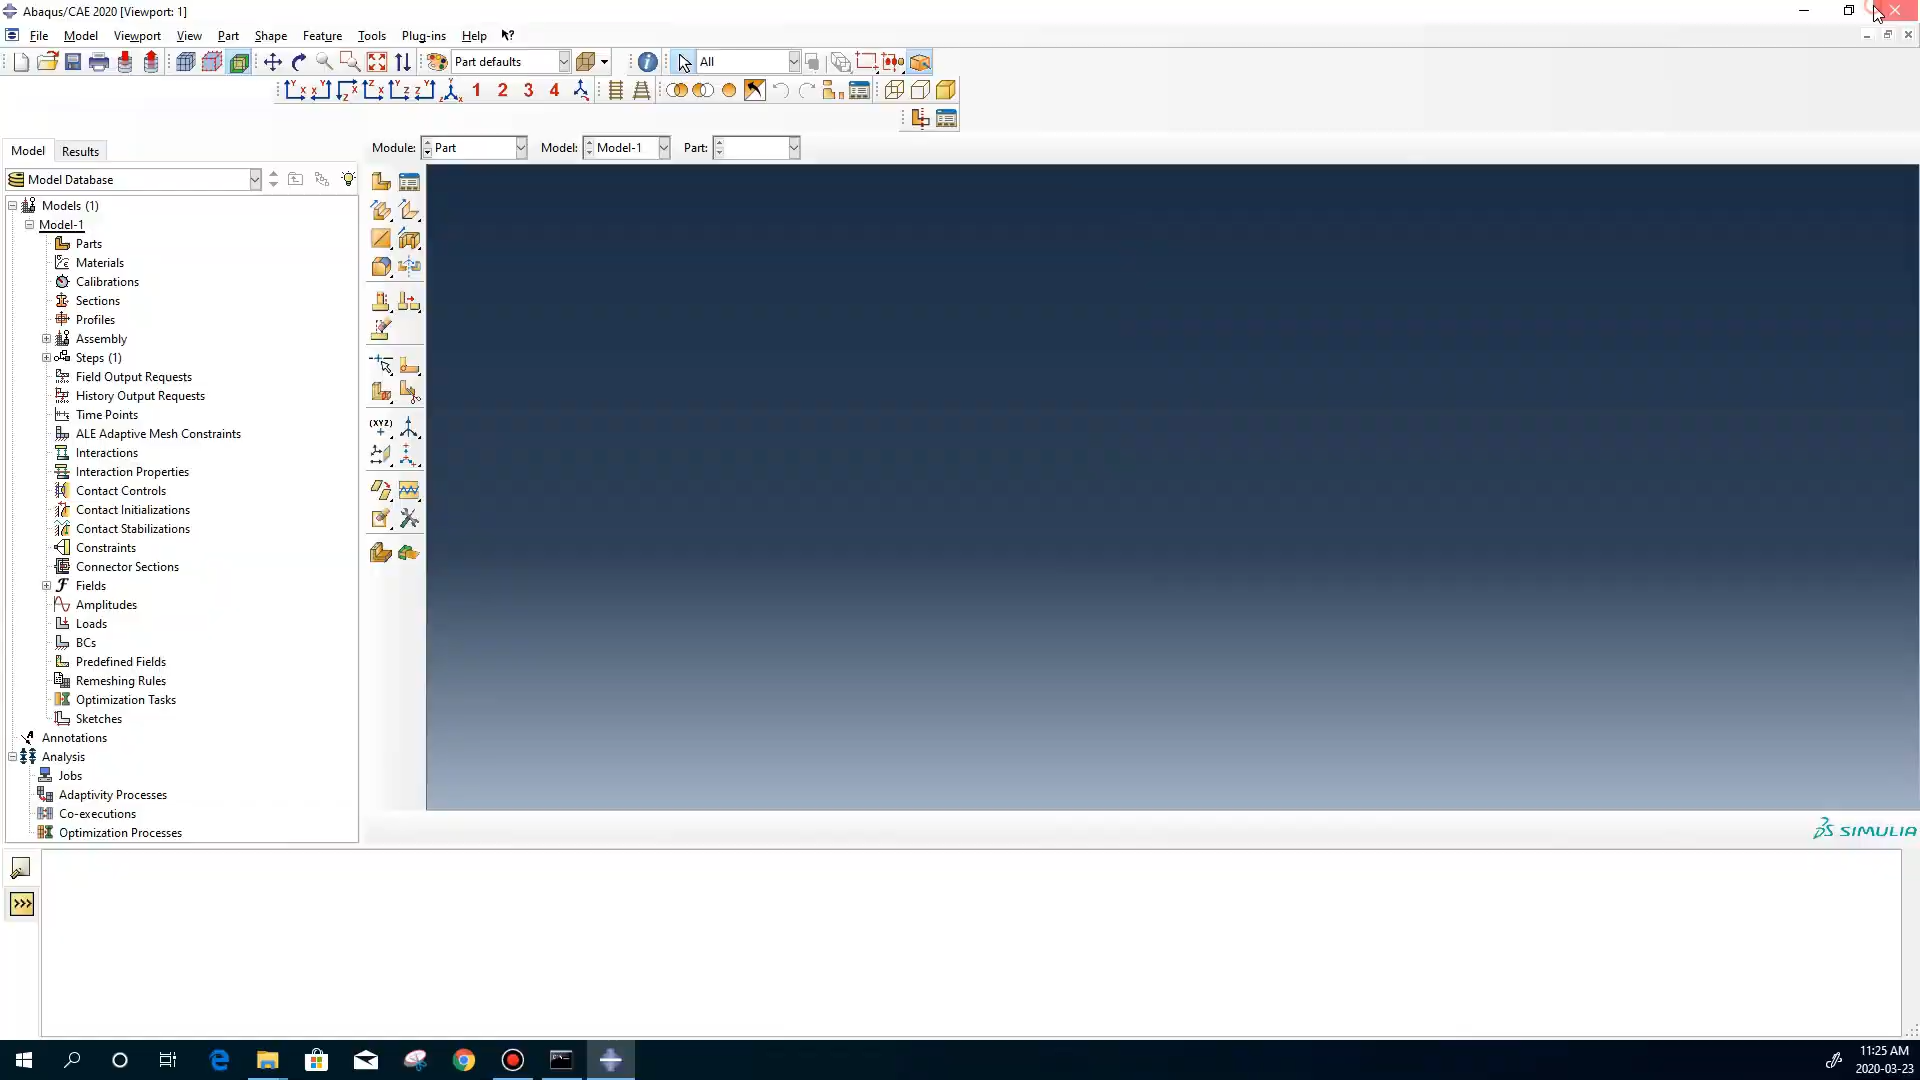 Abaqus/CAE 2020 [Viewport: 1]
File Model Viewport View Part Shape Feature Tools Plug-ins Help
Part defaults
All
1 2 3 4
Model Results
Module: Part Model: Model-1 Part:
Model Database
Models (1)
Model-1
Parts
Materials
Calibrations
Sections
Profiles
Assembly
Steps (1)
Field Output Requests
History Output Requests
Time Points
ALE Adaptive Mesh Constraints
Interactions
Interaction Properties
Contact Controls
Contact Initializations
Contact Stabilizations
Constraints
Connector Sections
Fields
Amplitudes
Loads
BCs
Predefined Fields
Remeshing Rules
Optimization Tasks
Sketches
Annotations
Analysis
Jobs
Adaptivity Processes
Co-executions
Optimization Processes
(XYZ)
SIMULIA
>>>
11:25 AM
2020-03-23